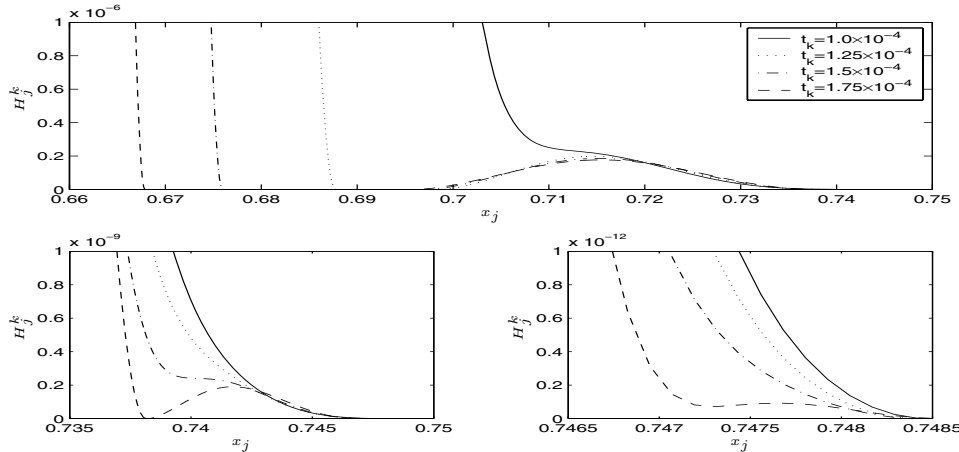 x 10⁻⁶
1
0.8
0.6
0.4
0.2
0
H_j^k
0.66 0.67 0.68 0.69 0.7 0.71 0.72 0.73 0.74 0.75
x_j
t_k=1.0×10⁻⁴
t_k=1.25×10⁻⁴
t_k=1.5×10⁻⁴
t_k=1.75×10⁻⁴
x 10⁻⁹
1
0.8
0.6
0.4
0.2
0
H_j^k
0.735 0.74 0.745 0.75
x_j
x 10⁻¹²
1
0.8
0.6
0.4
0.2
0
H_j^k
0.7465 0.747 0.7475 0.748 0.7485
x_j